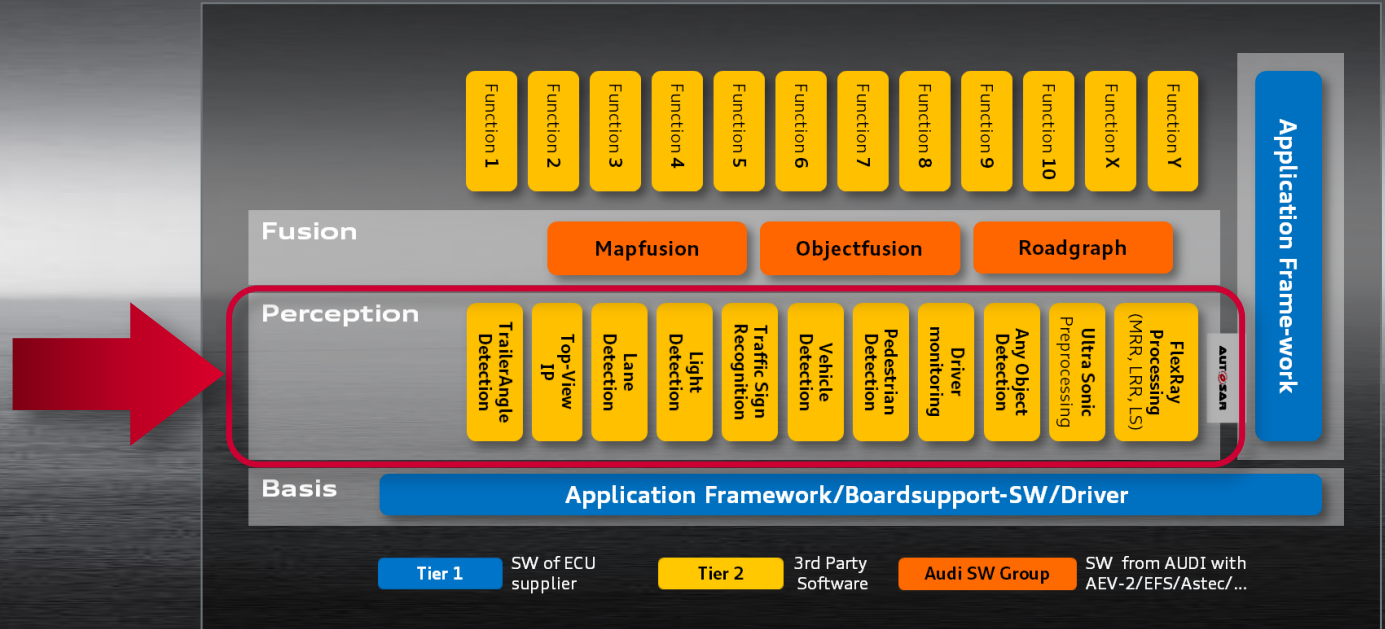 Function 1
Function 2
Function 3
Function 4
Function 5
Function 6
Function 7
Function 8
Function 9
Function 10
Function X
Function Y
Application Frame-work
Fusion
Mapfusion
Objectfusion
Roadgraph
Perception
TrailerAngle
Detection
Top-View
IP
Lane
Detection
Light
Detection
Traffic Sign
Recognition
Vehicle
Detection
Pedestrian
Detection
Driver
monitoring
Any Object
Detection
Ultra Sonic
Preprocessing
FlexRay
Processing
(MRR, LRR, LS)
AUTOSAR
Basis
Application Framework/Boardsupport-SW/Driver
Tier 1
SW of ECU
supplier
Tier 2
3rd Party
Software
Audi SW Group
SW from AUDI with
AEV-2/EFS/Astec/...